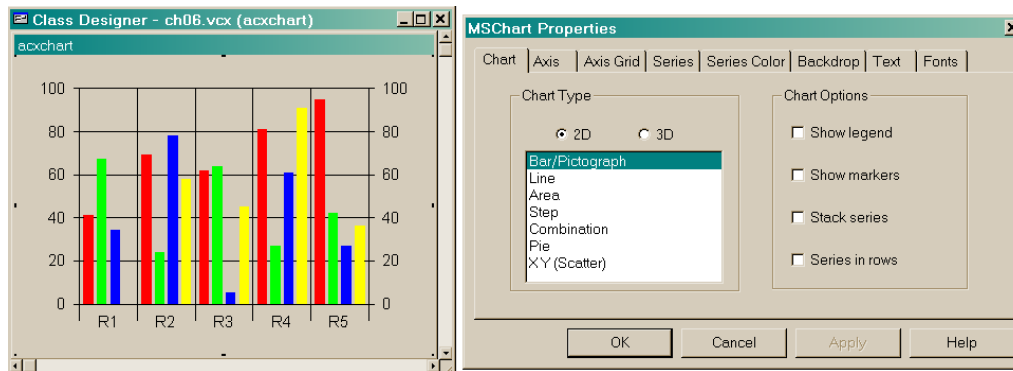 Class Designer - ch06.vcx (acxchart)
acxchart
100 100
80 80
60 60
40 40
20 20
0 0
R1 R2 R3 R4 R5
MSChart Properties
Chart Axis Axis Grid Series Series Color Backdrop Text Fonts
Chart Type
2D 3D
Bar/Pictograph
Line
Area
Step
Combination
Pie
XY (Scatter)
Chart Options
Show legend
Show markers
Stack series
Series in rows
OK Cancel Apply Help